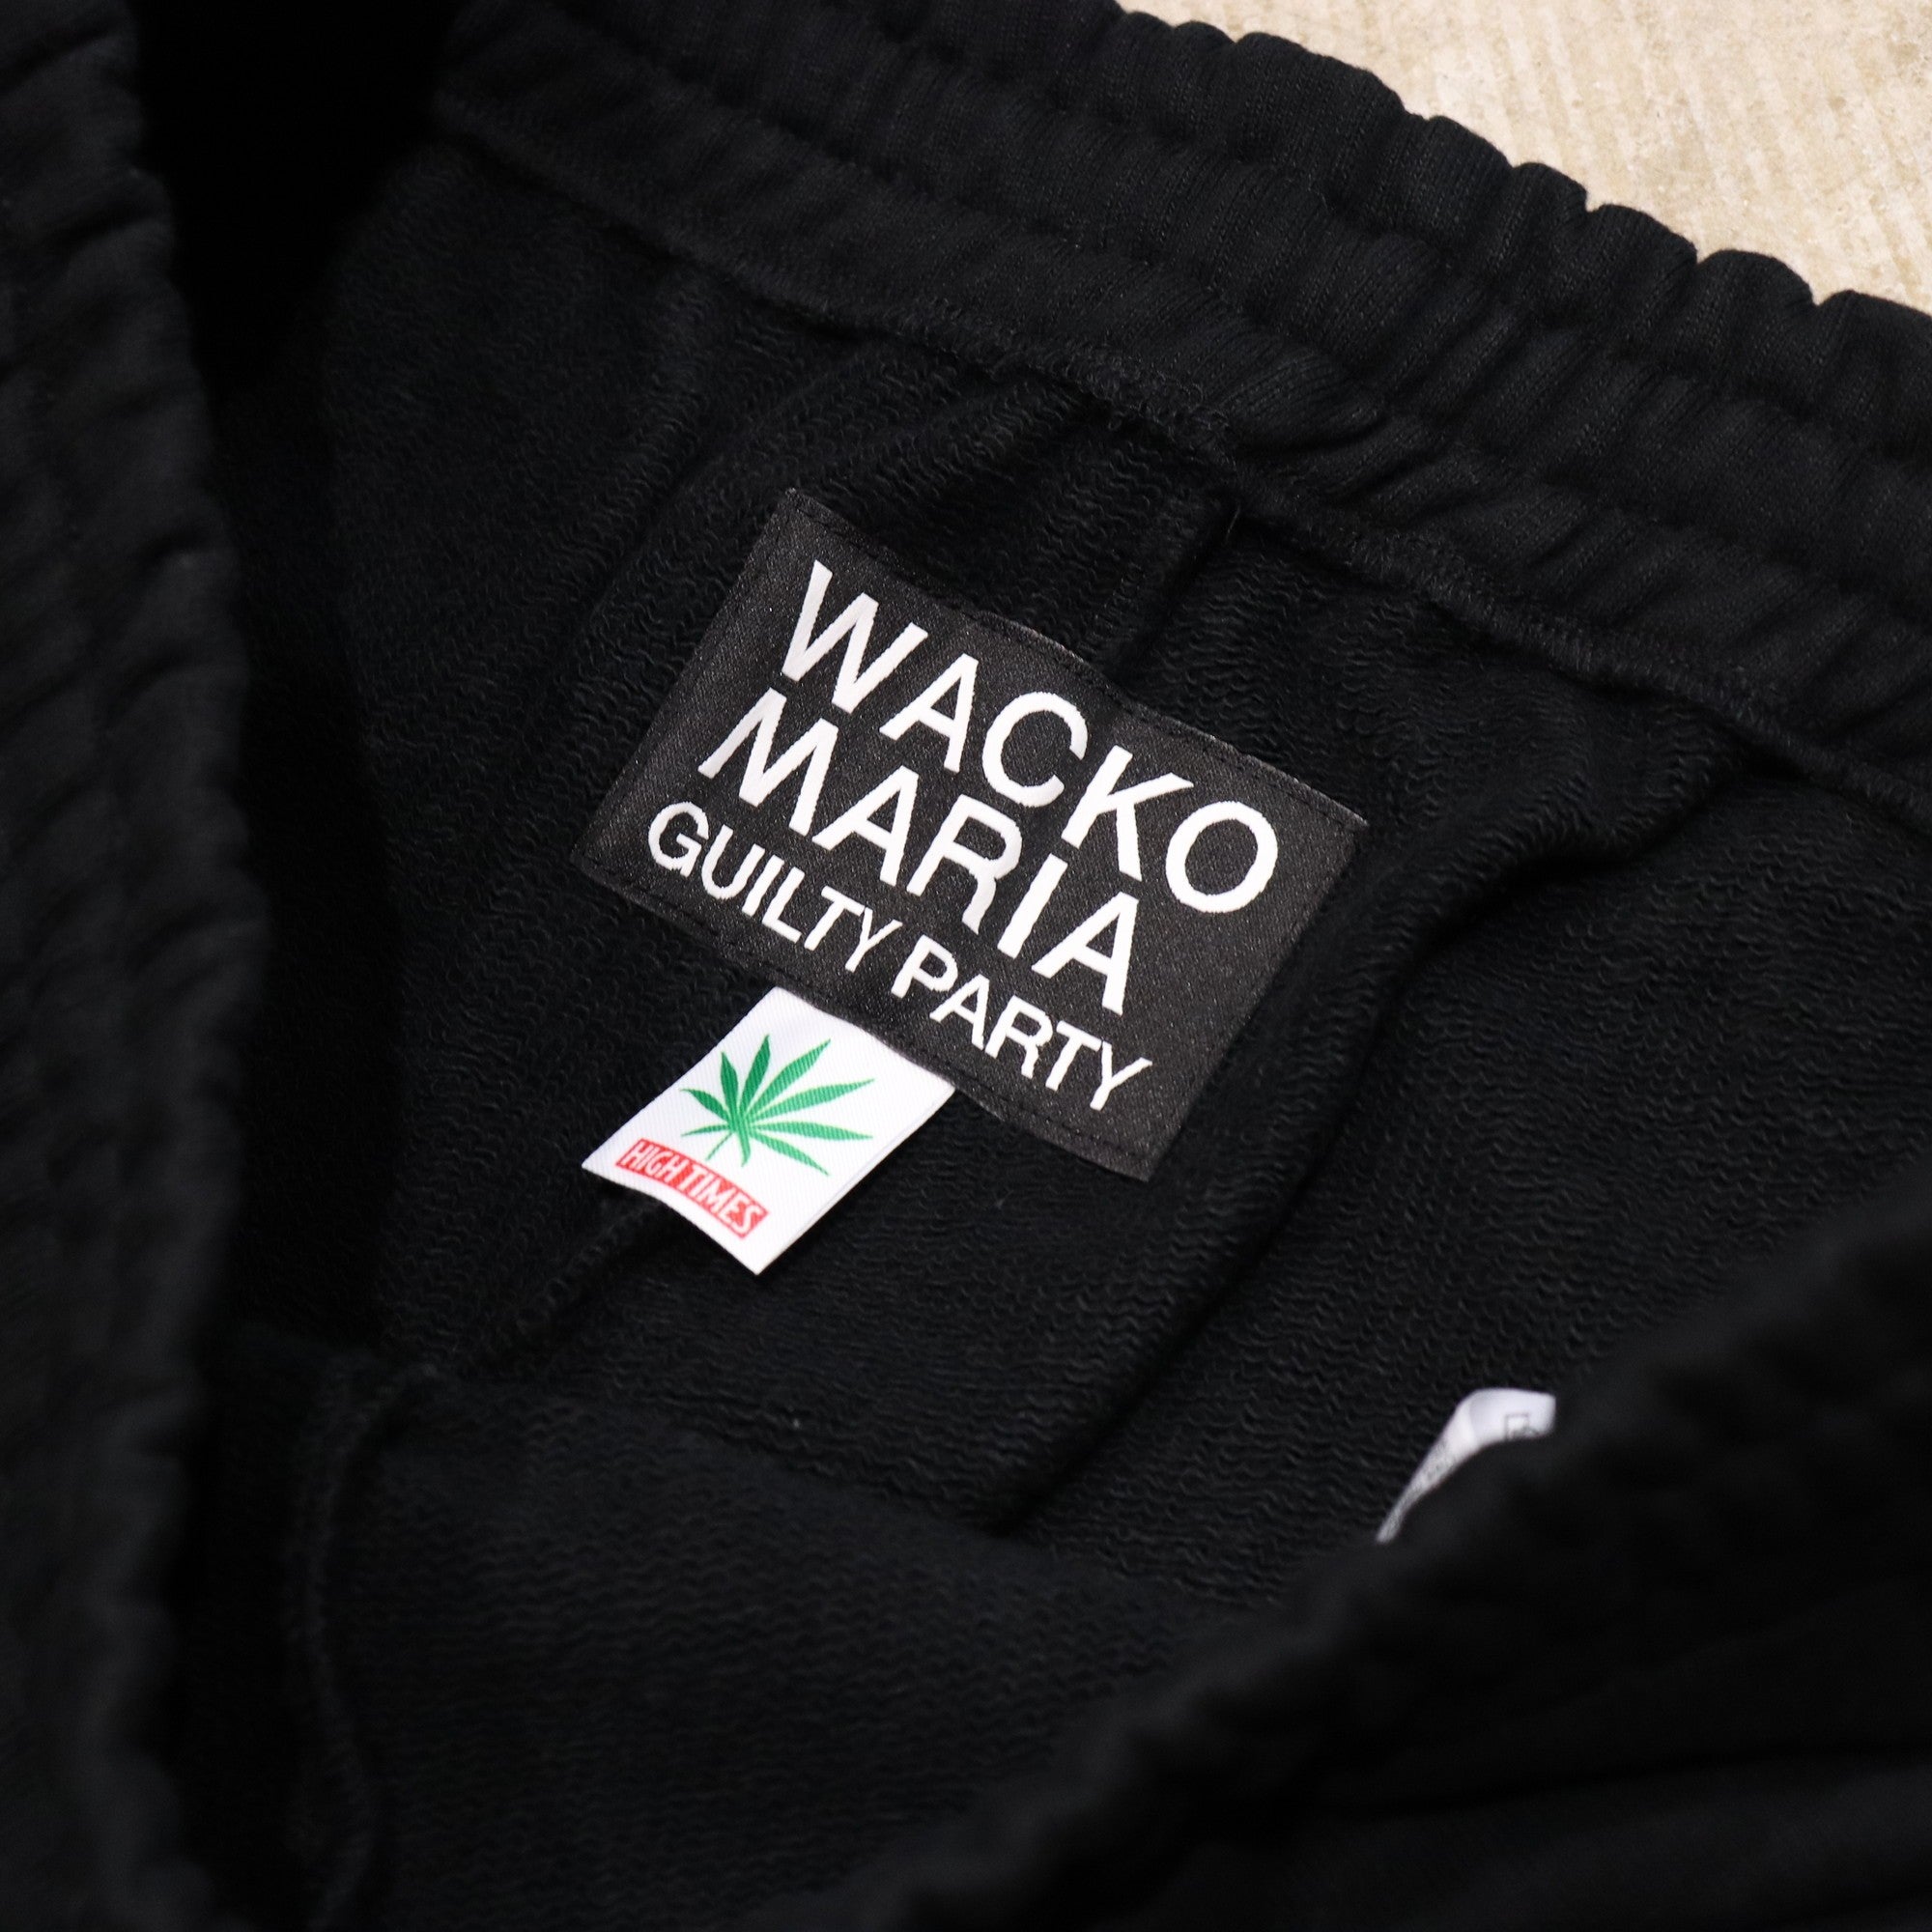 WACKO
MARIA
GUILTY PARTY
HIGH TIMES